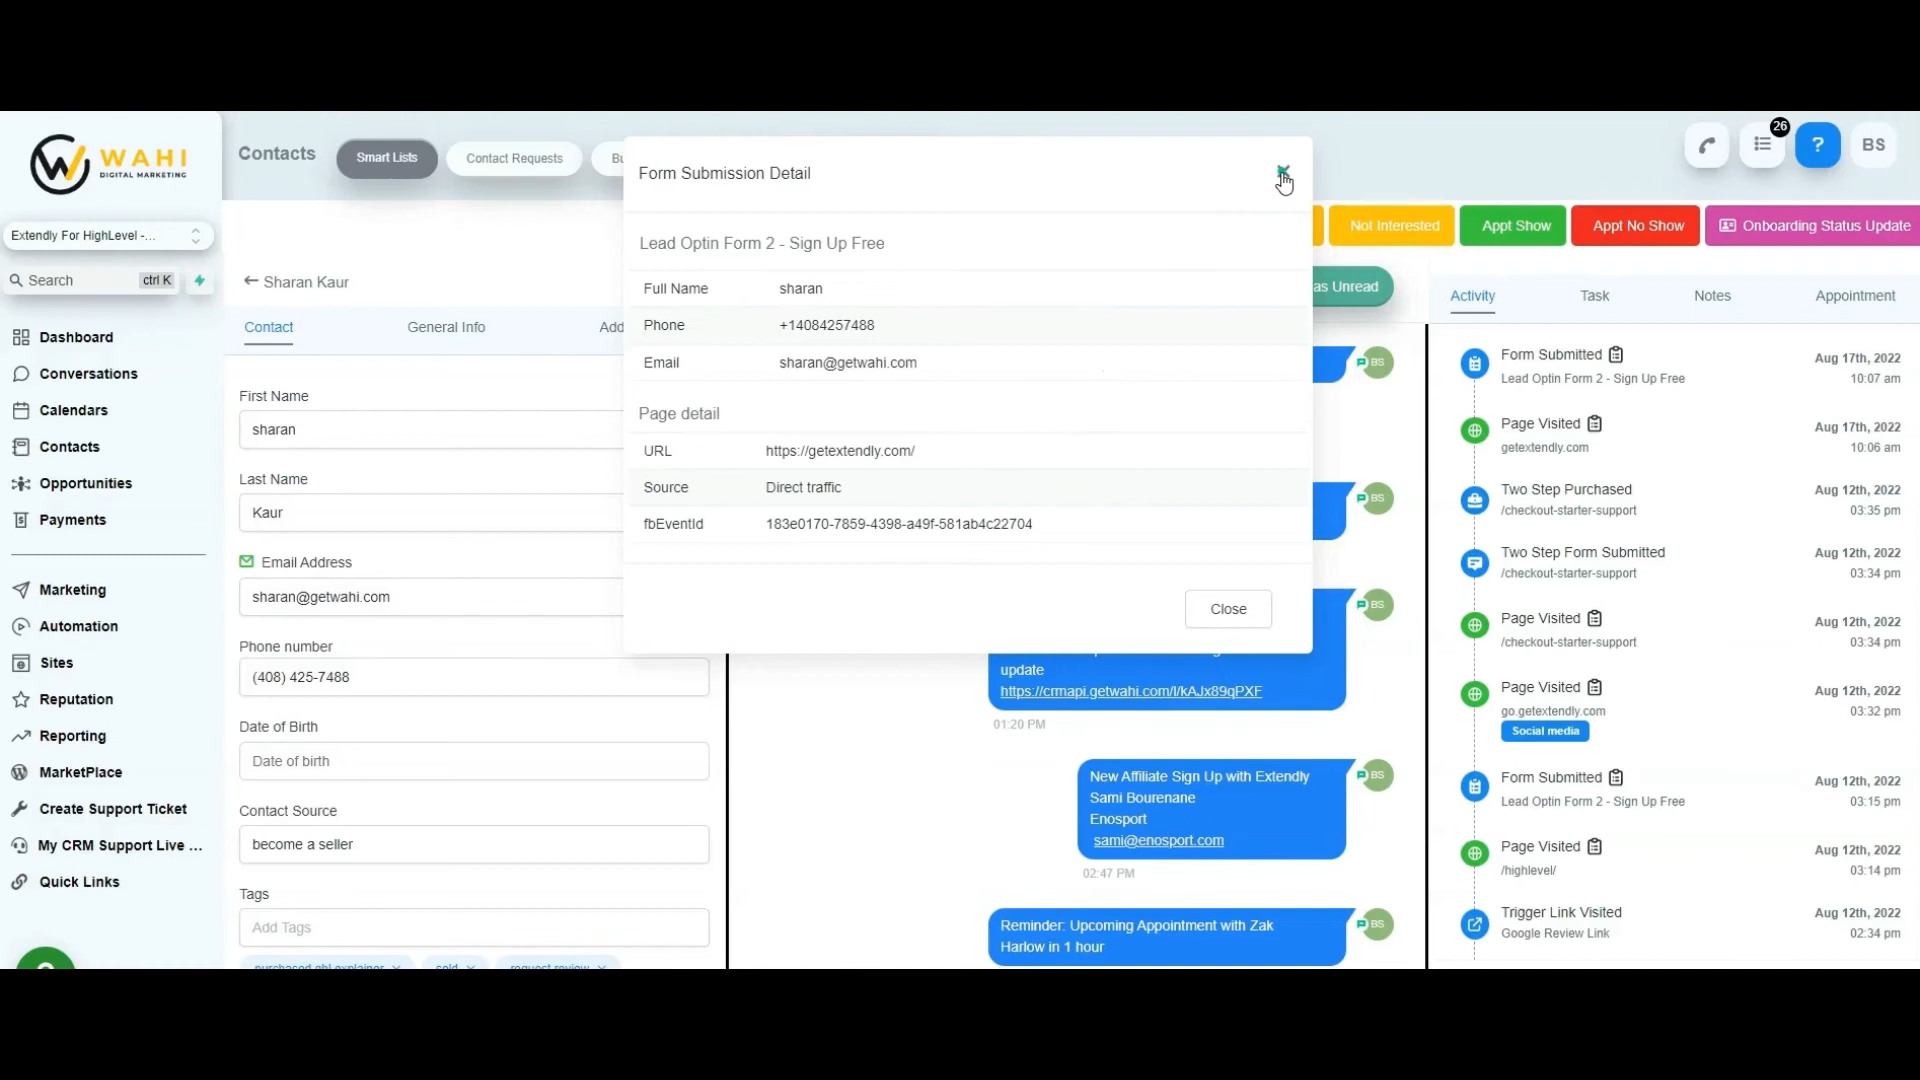 WAHI
DIGITAL MARKETING
Extendly For HighLevel -...
Search ctrl K
Dashboard
Conversations
Calendars
Contacts
Opportunities
Payments
Marketing
Automation
Sites
Reputation
Reporting
MarketPlace
Create Support Ticket
My CRM Support Live ...
Quick Links
Contacts
Smart Lists
Contact Requests
Bu
26
?
BS
Not Interested
Appt Show
Appt No Show
Onboarding Status Update
Sharan Kaur
Contact
General Info
Add
First Name
sharan
Last Name
Kaur
Email Address
sharan@getwahi.com
Phone number
(408) 425-7488
Date of Birth
Date of birth
Contact Source
become a seller
Tags
Add Tags
purchased ghl explainer
sold
request review
Form Submission Detail
Lead Optin Form 2 - Sign Up Free
Full Name sharan
Phone +14084257488
Email sharan@getwahi.com
Page detail
URL https://getextendly.com/
Source Direct traffic
fbEventId 183e0170-7859-4398-a49f-581ab4c22704
Close
as Unread
BS
BS
BS
update
https://crmapi.getwahi.com/l/kAJx89qPXF
01:20 PM
New Affiliate Sign Up with Extendly
Sami Bourenane
Enosport
sami@enosport.com
BS
02:47 PM
Reminder: Upcoming Appointment with Zak
Harlow in 1 hour
BS
Activity
Task
Notes
Appointment
Form Submitted Aug 17th, 2022
Lead Optin Form 2 - Sign Up Free 10:07 am
Page Visited Aug 17th, 2022
getextendly.com 10:06 am
Two Step Purchased Aug 12th, 2022
/checkout-starter-support 03:35 pm
Two Step Form Submitted Aug 12th, 2022
/checkout-starter-support 03:34 pm
Page Visited Aug 12th, 2022
/checkout-starter-support 03:34 pm
Page Visited Aug 12th, 2022
go.getextendly.com 03:32 pm
Social media
Form Submitted Aug 12th, 2022
Lead Optin Form 2 - Sign Up Free 03:15 pm
Page Visited Aug 12th, 2022
/highlevel/ 03:14 pm
Trigger Link Visited Aug 12th, 2022
Google Review Link 02:34 pm